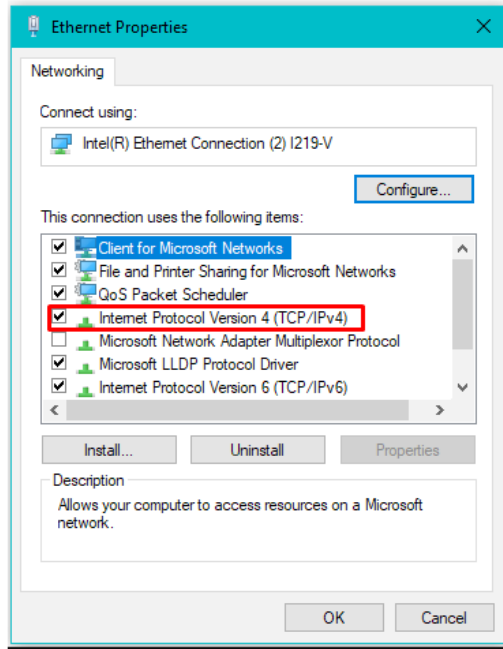 Ethernet Properties
Networking
Connect using:
Intel(R) Ethernet Connection (2) I219-V
Configure...
This connection uses the following items:
Client for Microsoft Networks
File and Printer Sharing for Microsoft Networks
QoS Packet Scheduler
Internet Protocol Version 4 (TCP/IPv4)
Microsoft Network Adapter Multiplexor Protocol
Microsoft LLDP Protocol Driver
Internet Protocol Version 6 (TCP/IPv6)
Install... Uninstall Properties
Description
Allows your computer to access resources on a Microsoft
network.
OK Cancel